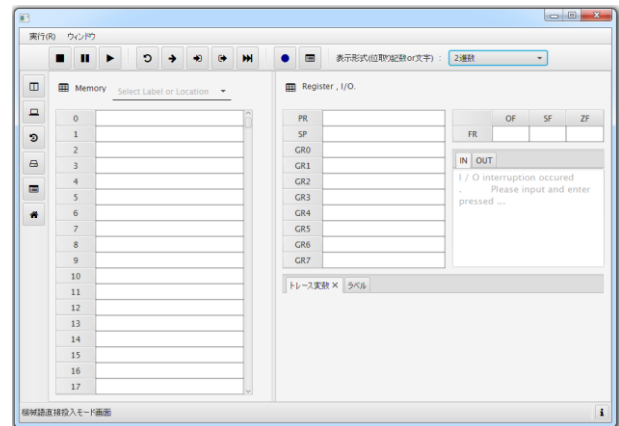 実行(R) ウィンドウ
表示形式(位取り記数or文字) : 2進数
Memory Select Label or Location
0
1
2
3
4
5
6
7
8
9
10
11
12
13
14
15
16
17
Register , I/O.
PR
SP
GR0
GR1
GR2
GR3
GR4
GR5
GR6
GR7
OF SF ZF
FR
IN OUT
I / O interruption occured
. Please input and enter
pressed ...
トレース変数 × ラベル
機械語直接投入モード画面